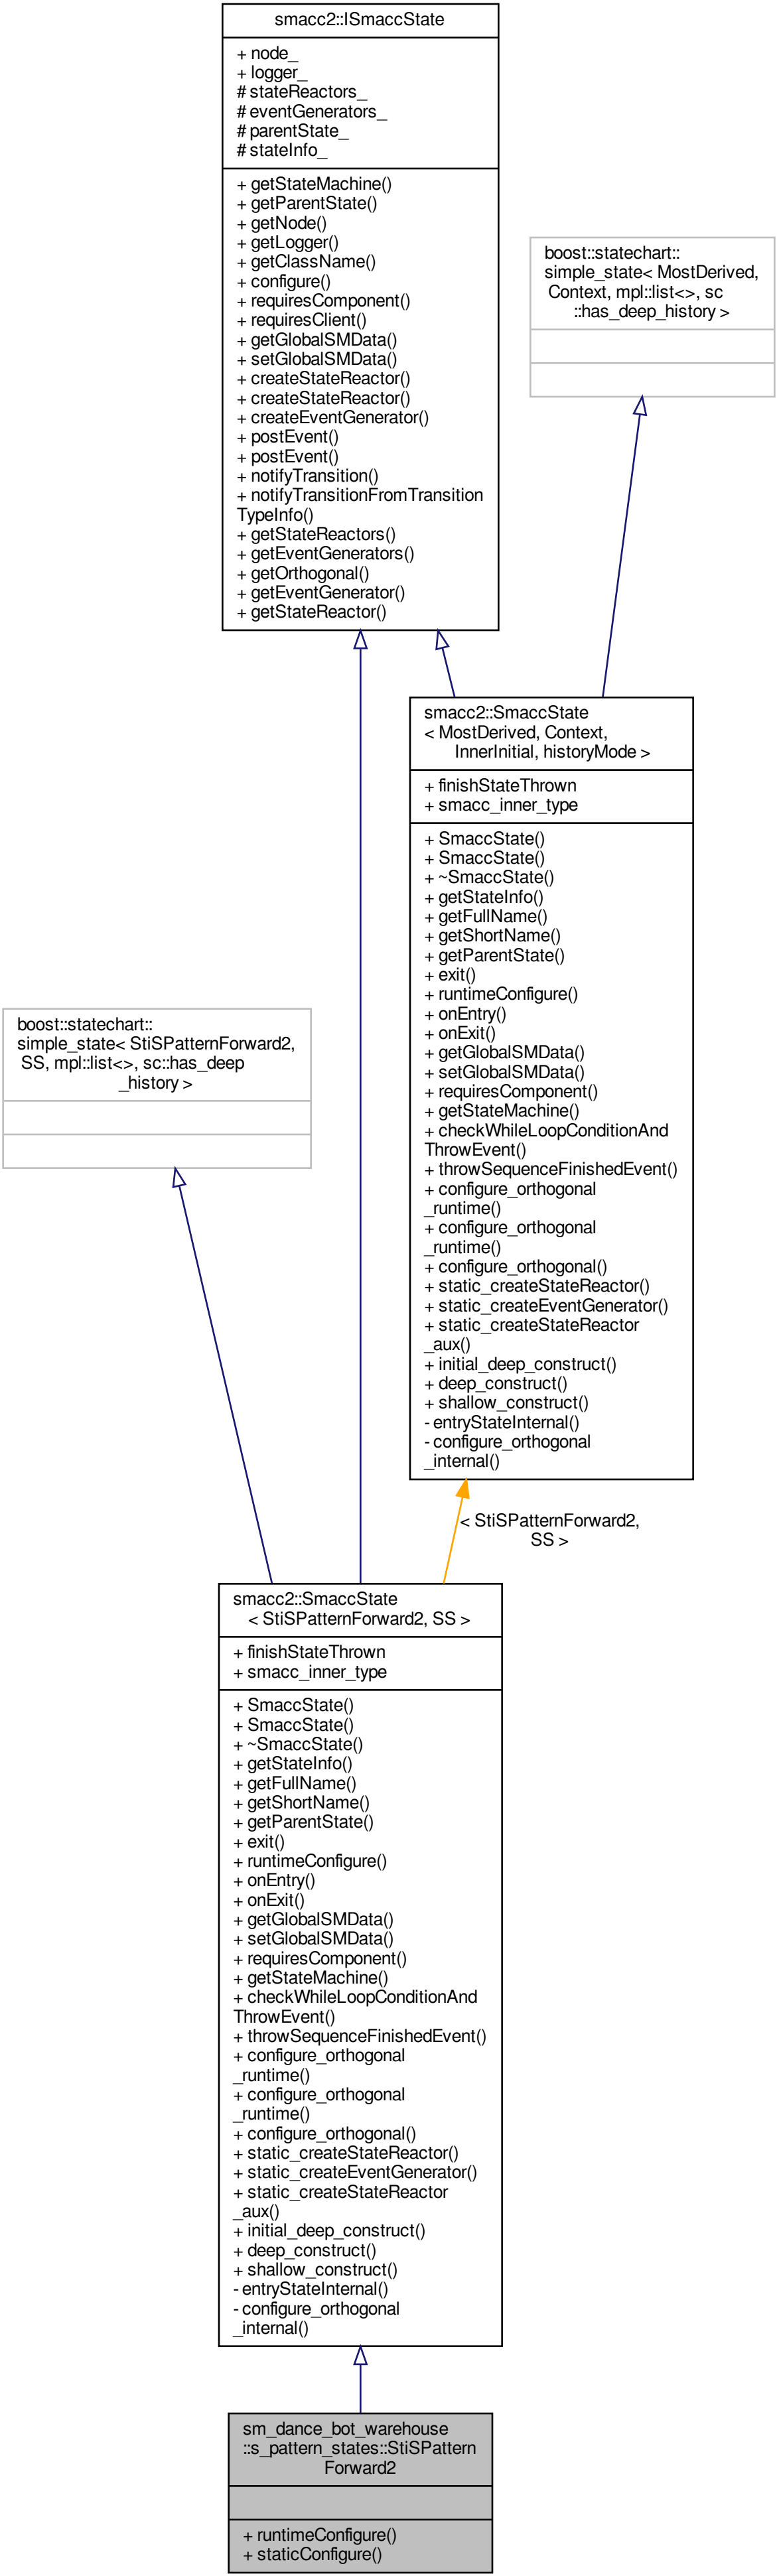 smacc2::ISmaccState
+ node_
+ logger_
# stateReactors_
# eventGenerators_
# parentState_
# stateInfo_
+ getStateMachine()
+ getParentState()
+ getNode()
+ getLogger()
+ getClassName()
+ configure()
+ requiresComponent()
+ requiresClient()
+ getGlobalSMData()
+ setGlobalSMData()
+ createStateReactor()
+ createStateReactor()
+ createEventGenerator()
+ postEvent()
+ postEvent()
+ notifyTransition()
+ notifyTransitionFromTransition
TypeInfo()
+ getStateReactors()
+ getEventGenerators()
+ getOrthogonal()
+ getEventGenerator()
+ getStateReactor()
boost::statechart::
simple_state< MostDerived,
Context, mpl::list<>, sc
::has_deep_history >
smacc2::SmaccState
< MostDerived, Context,
InnerInitial, historyMode >
+ finishStateThrown
+ smacc_inner_type
+ SmaccState()
+ SmaccState()
+ ~SmaccState()
+ getStateInfo()
+ getFullName()
+ getShortName()
+ getParentState()
+ exit()
+ runtimeConfigure()
+ onEntry()
+ onExit()
+ getGlobalSMData()
+ setGlobalSMData()
+ requiresComponent()
+ getStateMachine()
+ checkWhileLoopConditionAnd
ThrowEvent()
+ throwSequenceFinishedEvent()
+ configure_orthogonal
_runtime()
+ configure_orthogonal
_runtime()
+ configure_orthogonal()
+ static_createStateReactor()
+ static_createEventGenerator()
+ static_createStateReactor
_aux()
+ initial_deep_construct()
+ deep_construct()
+ shallow_construct()
- entryStateInternal()
- configure_orthogonal
_internal()
boost::statechart::
simple_state< StiSPatternForward2,
SS, mpl::list<>, sc::has_deep
_history >
< StiSPatternForward2,
SS >
smacc2::SmaccState
< StiSPatternForward2, SS >
+ finishStateThrown
+ smacc_inner_type
+ SmaccState()
+ SmaccState()
+ ~SmaccState()
+ getStateInfo()
+ getFullName()
+ getShortName()
+ getParentState()
+ exit()
+ runtimeConfigure()
+ onEntry()
+ onExit()
+ getGlobalSMData()
+ setGlobalSMData()
+ requiresComponent()
+ getStateMachine()
+ checkWhileLoopConditionAnd
ThrowEvent()
+ throwSequenceFinishedEvent()
+ configure_orthogonal
_runtime()
+ configure_orthogonal
_runtime()
+ configure_orthogonal()
+ static_createStateReactor()
+ static_createEventGenerator()
+ static_createStateReactor
_aux()
+ initial_deep_construct()
+ deep_construct()
+ shallow_construct()
- entryStateInternal()
- configure_orthogonal
_internal()
sm_dance_bot_warehouse
::s_pattern_states::StiSPattern
Forward2
+ runtimeConfigure()
+ staticConfigure()